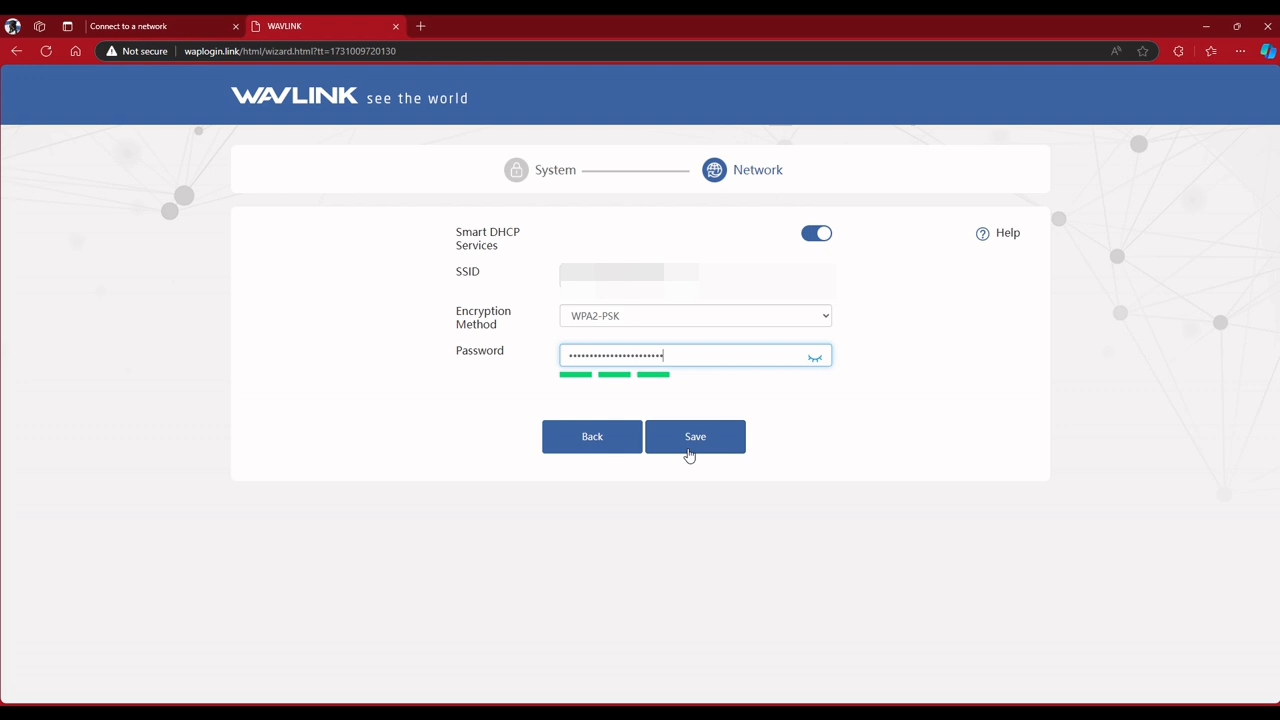 Connect to a network
WAVLINK
Not secure
waplogin.link/html/wizard.html?tt=1731009720130
WAVLINK see the world
System
Network
Smart DHCP
Services
Help
SSID
Encryption
Method
WPA2-PSK
Password
•••••••••••••••••••••••
Back
Save